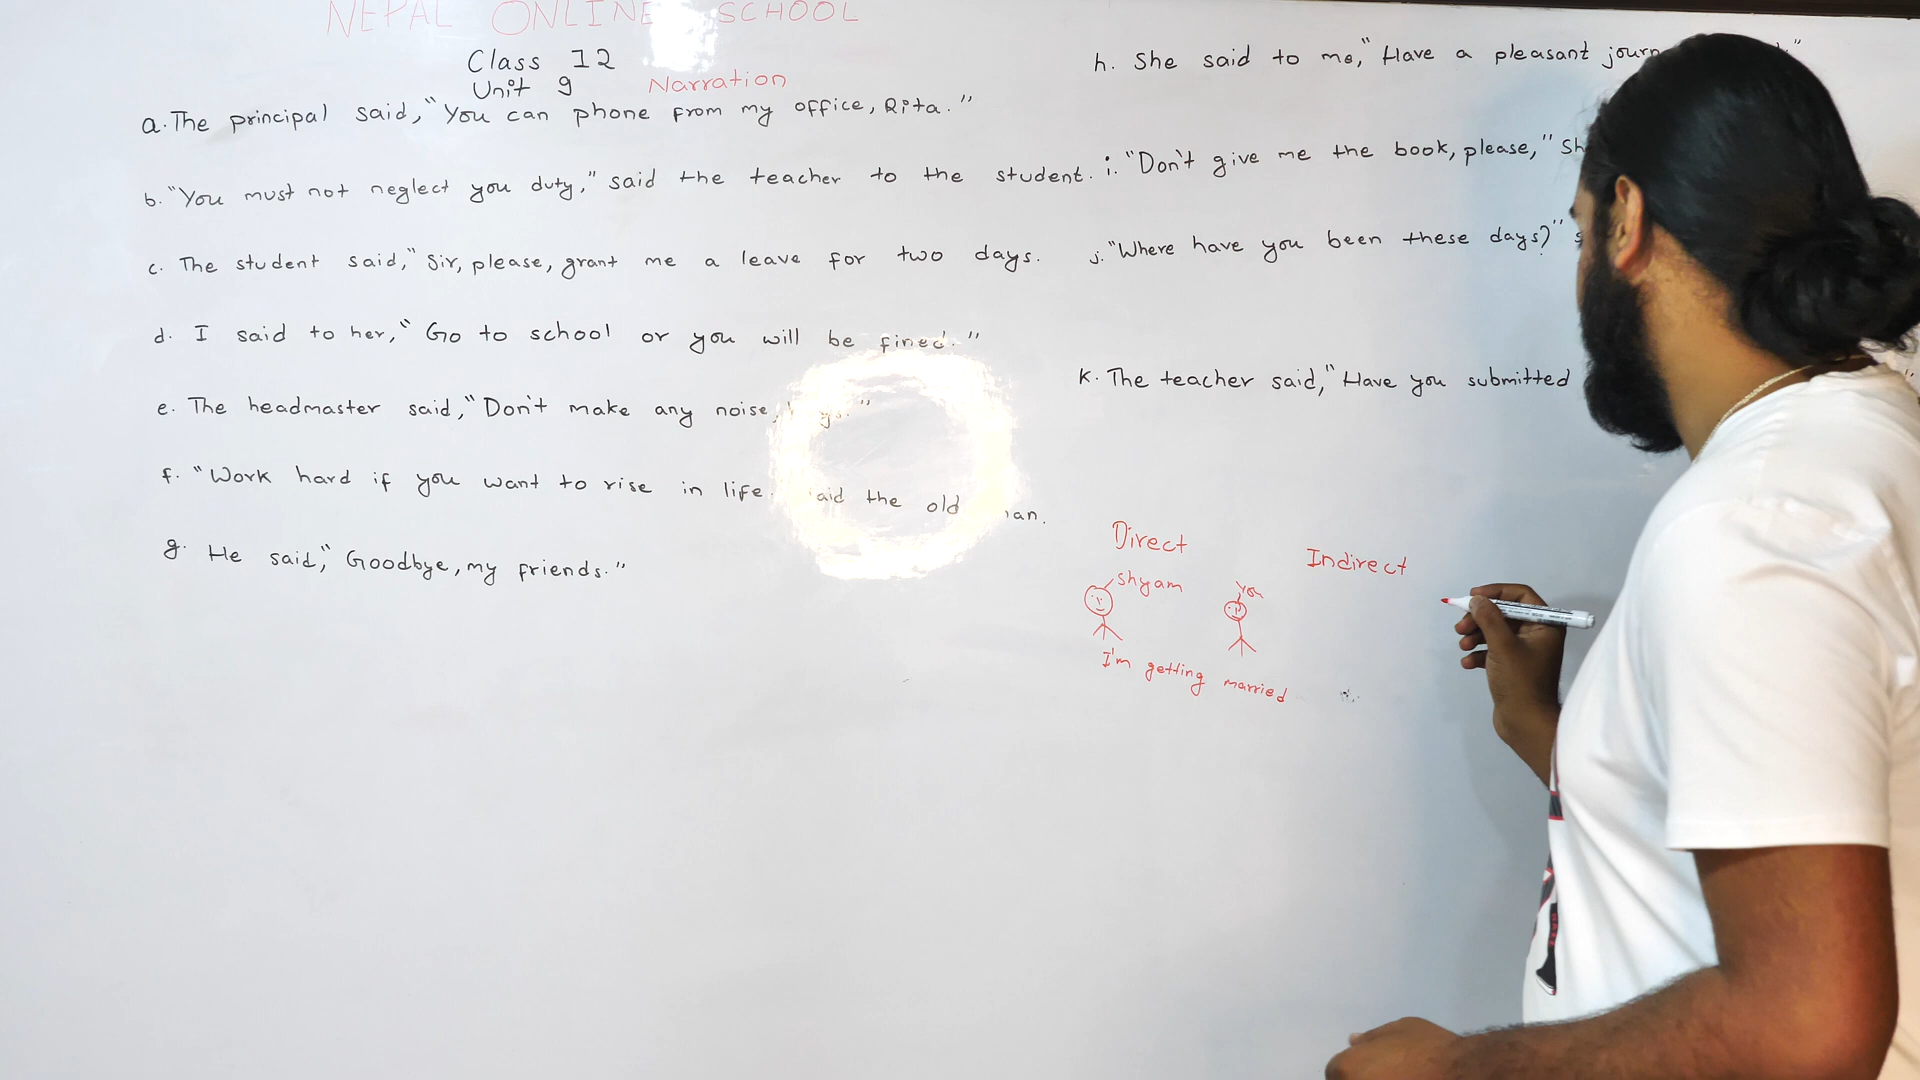 NEPAL ONLINE SCHOOL
Class 12
Unit 9 Narration
a. The principal said, "You can phone from my office, Rita."
b. "You must not neglect you duty," said the teacher to the student.
c. The student said, "Sir, please, grant me a leave for two days.
d. I said to her, "Go to school or you will be fined."
e. The headmaster said, "Don't make any noise,
f. "Work hard if you want to rise in life. the old
g. He said, "Goodbye, my friends."
h. She said to me, "Have a pleasant
i. "Don't give me the book, please,"
j. "Where have you been these days?"
k. The teacher said, "Have you submitted
Direct Indirect
Shyam You
I'm getting married